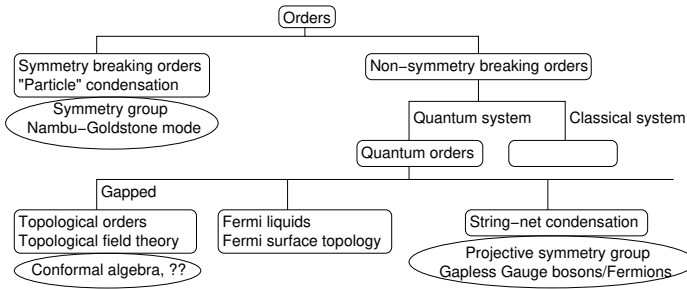 Orders
Symmetry breaking orders
"Particle" condensation
Symmetry group
Nambu−Goldstone mode
Non−symmetry breaking orders
Quantum system
Classical system
Quantum orders
Gapped
Topological orders
Topological field theory
Conformal algebra, ??
Fermi liquids
Fermi surface topology
String−net condensation
Projective symmetry group
Gapless Gauge bosons/Fermions